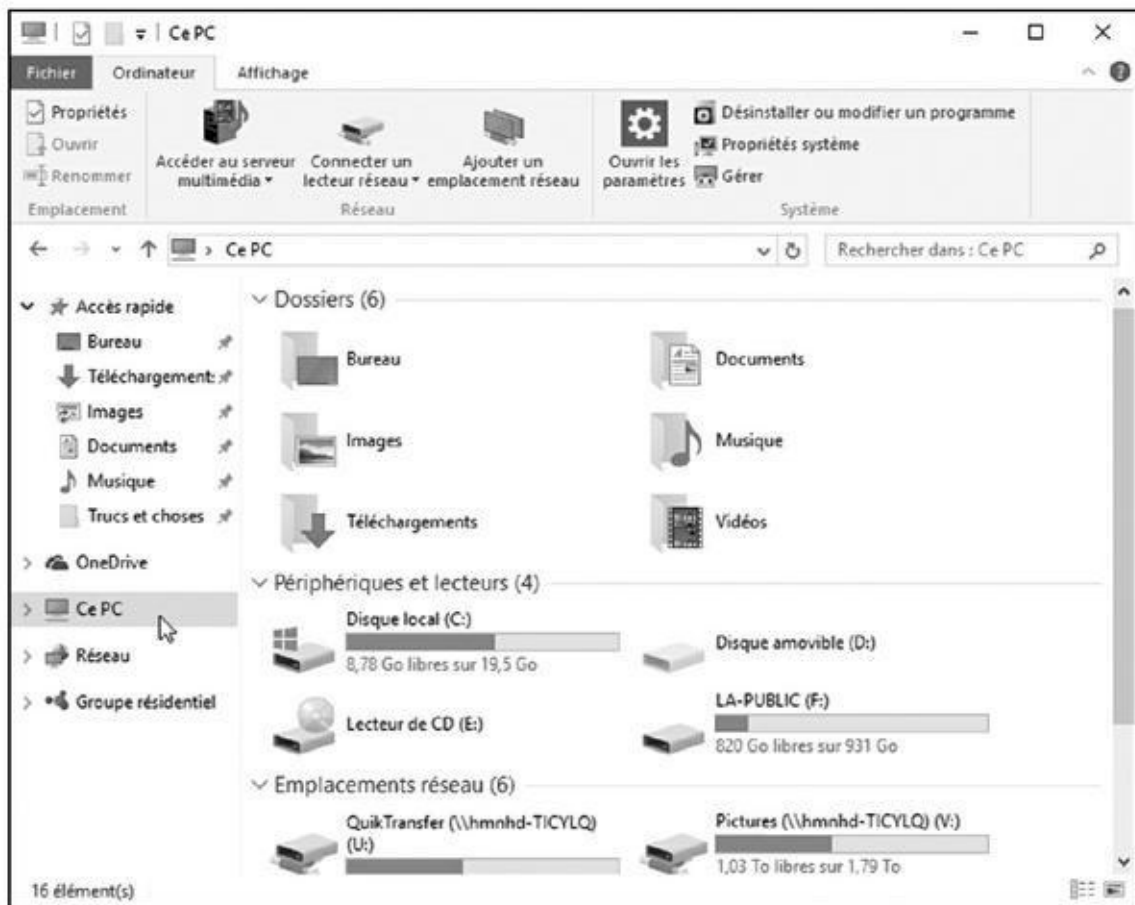 Ce PC
Fichier Ordinateur Affichage
Propriétés
Ouvrir
Renommer
Emplacement
Accéder au serveur
multimédia
Connecter un
lecteur réseau
Ajouter un
emplacement réseau
Réseau
Ouvrir les
paramètres
Désinstaller ou modifier un programme
Propriétés système
Gérer
Système
Ce PC
Rechercher dans : Ce PC
Accès rapide
Bureau
Téléchargement:
Images
Documents
Musique
Trucs et choses
OneDrive
Ce PC
Réseau
Groupe résidentiel
Dossiers (6)
Bureau
Documents
Images
Musique
Téléchargements
Vidéos
Périphériques et lecteurs (4)
Disque local (C:)
8,78 Go libres sur 19,5 Go
Disque amovible (D:)
Lecteur de CD (E:)
LA-PUBLIC (F:)
820 Go libres sur 931 Go
Emplacements réseau (6)
QuikTransfer (\\hmnhd-TICYLQ)
(U:)
Pictures (\\hmnhd-TICYLQ) (V:)
1,03 To libres sur 1,79 To
16 élément(s)